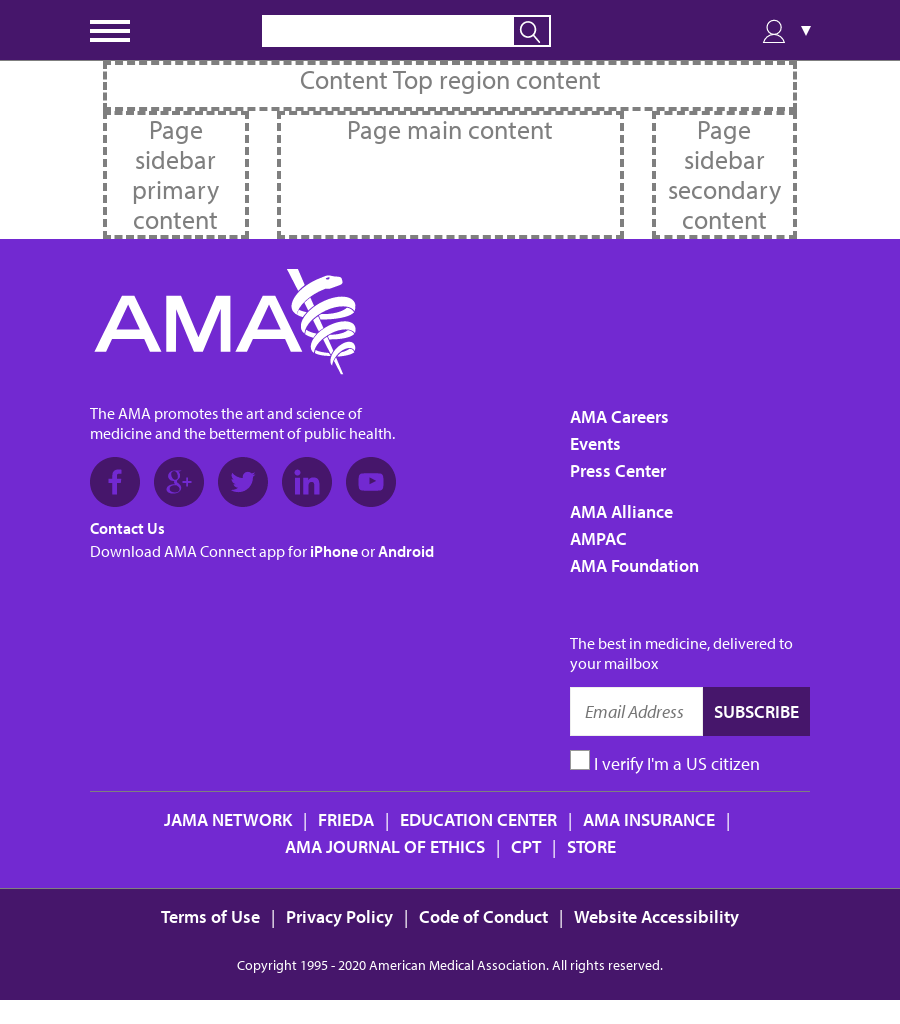 Content Top region content
Page
sidebar
primary
content
Page main content
Page
sidebar
secondary
content
AMA
The AMA promotes the art and science of
medicine and the betterment of public health.
Contact Us
Download AMA Connect app for iPhone or Android
AMA Careers
Events
Press Center
AMA Alliance
AMPAC
AMA Foundation
The best in medicine, delivered to
your mailbox
Email Address SUBSCRIBE
I verify I'm a US citizen
JAMA NETWORK | FRIEDA | EDUCATION CENTER | AMA INSURANCE |
AMA JOURNAL OF ETHICS | CPT | STORE
Terms of Use | Privacy Policy | Code of Conduct | Website Accessibility
Copyright 1995 - 2020 American Medical Association. All rights reserved.